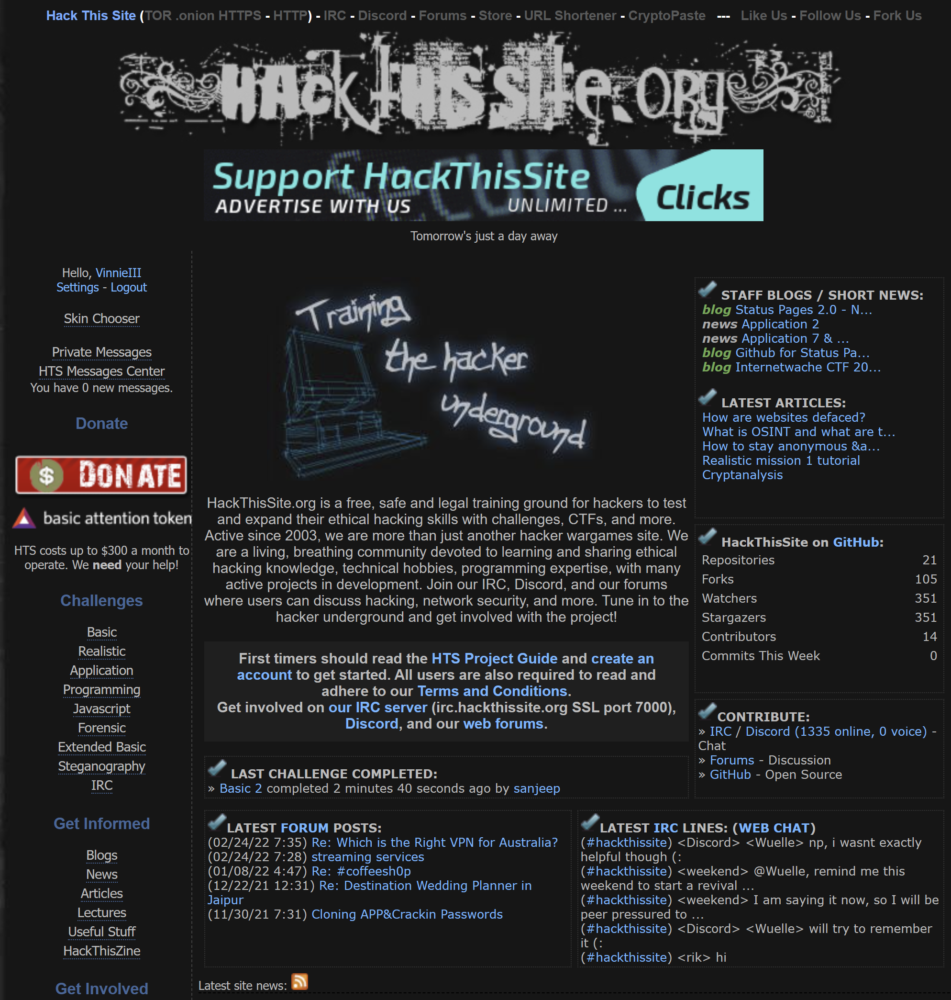 Hack This Site (TOR .onion HTTPS - HTTP) - IRC - Discord - Forums - Store - URL Shortener - CryptoPaste --- Like Us - Follow Us - Fork Us
HackThisSite.org
Support HackThisSite
ADVERTISE WITH US
UNLIMITED ...
Clicks
Tomorrow's just a day away
Hello, VinnieIII
Settings - Logout
Skin Chooser
Private Messages
HTS Messages Center
You have 0 new messages.
Donate
$ DONATE
basic attention token
HTS costs up to $300 a month to
operate. We need your help!
Challenges
Basic
Realistic
Application
Programming
Javascript
Forensic
Extended Basic
Steganography
IRC
Get Informed
Blogs
News
Articles
Lectures
Useful Stuff
HackThisZine
Get Involved
Training
the hacker
underground
HackThisSite.org is a free, safe and legal training ground for hackers to test
and expand their ethical hacking skills with challenges, CTFs, and more.
Active since 2003, we are more than just another hacker wargames site. We
are a living, breathing community devoted to learning and sharing ethical
hacking knowledge, technical hobbies, programming expertise, with many
active projects in development. Join our IRC, Discord, and our forums
where users can discuss hacking, network security, and more. Tune in to the
hacker underground and get involved with the project!
First timers should read the HTS Project Guide and create an
account to get started. All users are also required to read and
adhere to our Terms and Conditions.
Get involved on our IRC server (irc.hackthissite.org SSL port 7000),
Discord, and our web forums.
LAST CHALLENGE COMPLETED:
» Basic 2 completed 2 minutes 40 seconds ago by sanjeep
STAFF BLOGS / SHORT NEWS:
blog Status Pages 2.0 - N...
news Application 2
news Application 7 & ...
blog Github for Status Pa...
blog Internetwache CTF 20...
LATEST ARTICLES:
How are websites defaced?
What is OSINT and what are t...
How to stay anonymous &a...
Realistic mission 1 tutorial
Cryptanalysis
HackThisSite on GitHub:
Repositories 21
Forks 105
Watchers 351
Stargazers 351
Contributors 14
Commits This Week 0
CONTRIBUTE:
» IRC / Discord (1335 online, 0 voice) -
Chat
» Forums - Discussion
» GitHub - Open Source
LATEST FORUM POSTS:
(02/24/22 7:35) Re: Which is the Right VPN for Australia?
(02/24/22 7:28) streaming services
(01/08/22 4:47) Re: #coffeesh0p
(12/22/21 12:31) Re: Destination Wedding Planner in
Jaipur
(11/30/21 7:31) Cloning APP&Crackin Passwords
LATEST IRC LINES: (WEB CHAT)
(#hackthissite) <Discord> <Wuelle> np, i wasnt exactly
helpful though (:
(#hackthissite) <weekend> @Wuelle, remind me this
weekend to start a revival ...
(#hackthissite) <weekend> I am saying it now, so I will be
peer pressured to ...
(#hackthissite) <Discord> <Wuelle> will try to remember
it (:
(#hackthissite) <rik> hi
Latest site news: